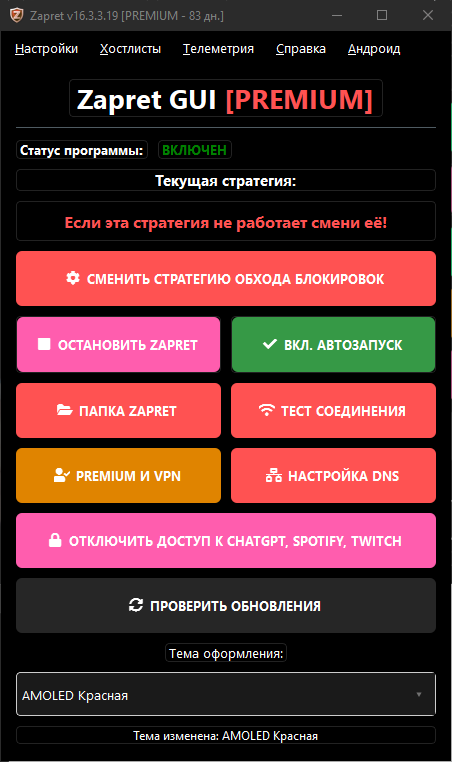 Zapret v16.3.3.19 [PREMIUM - 83 дн.]
Настройки Хостлисты Телеметрия Справка Андроид
Zapret GUI [PREMIUM]
Статус программы: ВКЛЮЧЕН
Текущая стратегия:
Если эта стратегия не работает смени её!
СМЕНИТЬ СТРАТЕГИЮ ОБХОДА БЛОКИРОВОК
ОСТАНОВИТЬ ZAPRET
ВКЛ. АВТОЗАПУСК
ПАПКА ZAPRET
ТЕСТ СОЕДИНЕНИЯ
PREMIUM И VPN
НАСТРОЙКА DNS
ОТКЛЮЧИТЬ ДОСТУП К CHATGPT, SPOTIFY, TWITCH
ПРОВЕРИТЬ ОБНОВЛЕНИЯ
Тема оформления:
AMOLED Красная
Тема изменена: AMOLED Красная